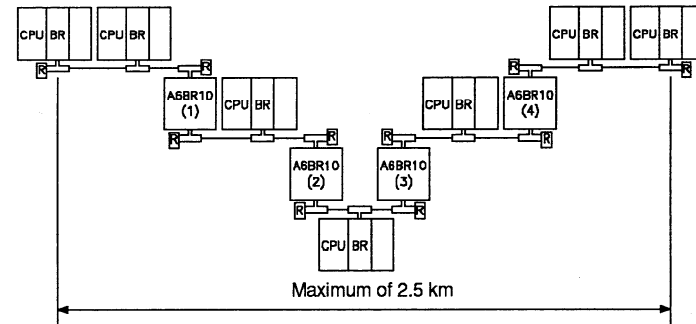 CPU BR CPU BR CPU BR CPU BR
R R R R
A6BR10
(1)
CPU BR CPU BR
A6BR10
(4)
R R R R
A6BR10
(2)
A6BR10
(3)
R R
CPU BR
Maximum of 2.5 km